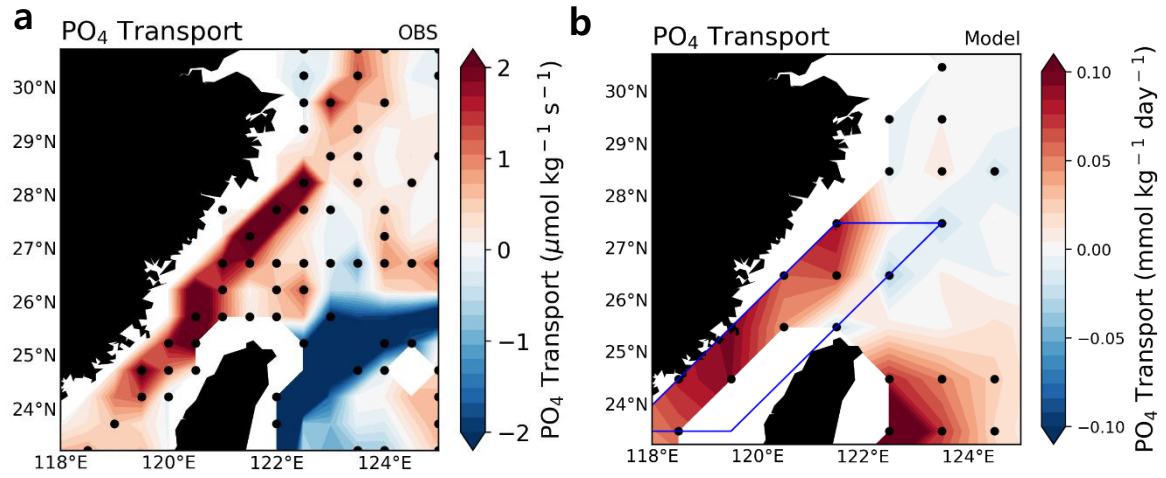 a
PO₄ Transport
OBS
30°N
29°N
28°N
27°N
26°N
25°N
24°N
118°E
120°E
122°E
124°E
2
1
0
−1
−2
PO₄ Transport (μmol kg⁻¹ s⁻¹)
b
PO₄ Transport
Model
30°N
29°N
28°N
27°N
26°N
25°N
24°N
118°E
120°E
122°E
124°E
0.10
0.05
0.00
−0.05
−0.10
PO₄ Transport (mmol kg⁻¹ day⁻¹)